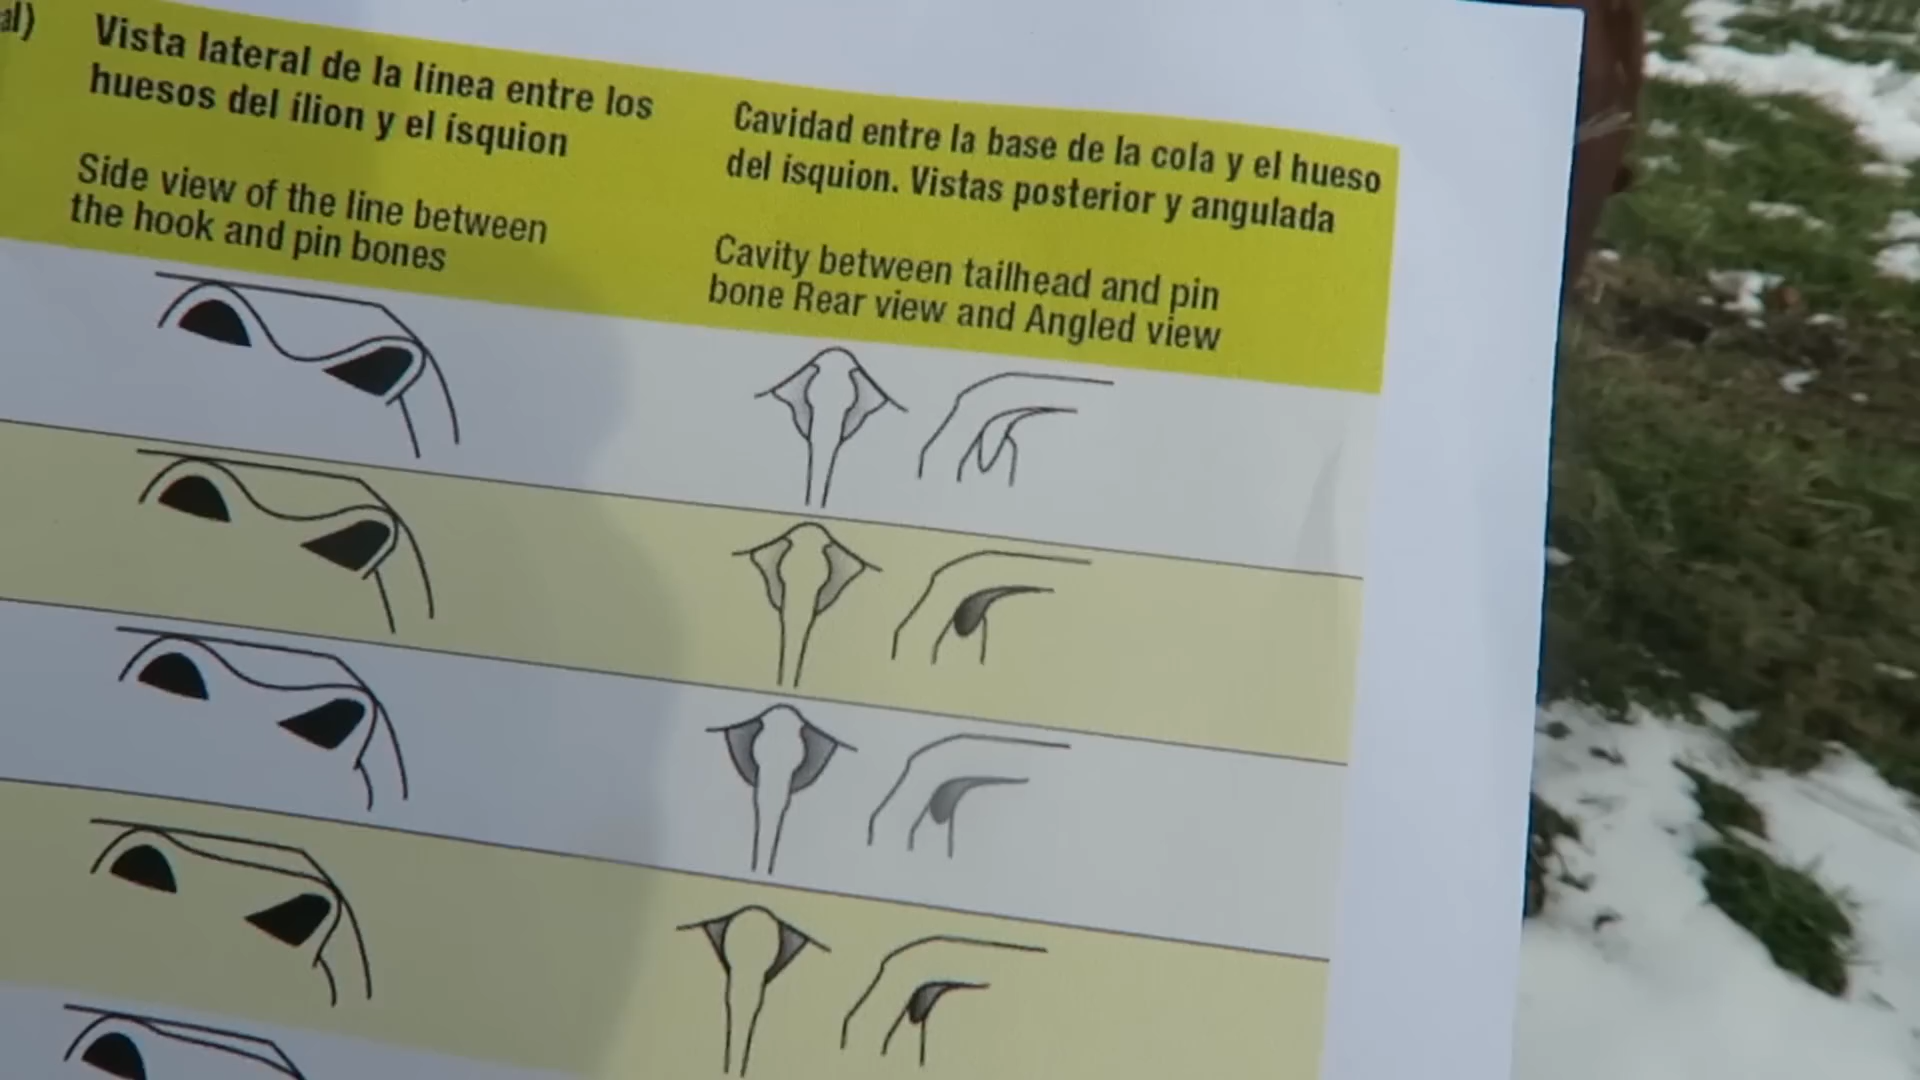 al)
Vista lateral de la línea entre los
huesos del ílion y el ísquion
Side view of the line between
the hook and pin bones
Cavidad entre la base de la cola y el hueso
del ísquion. Vistas posterior y angulada
Cavity between tailhead and pin
bone Rear view and Angled view